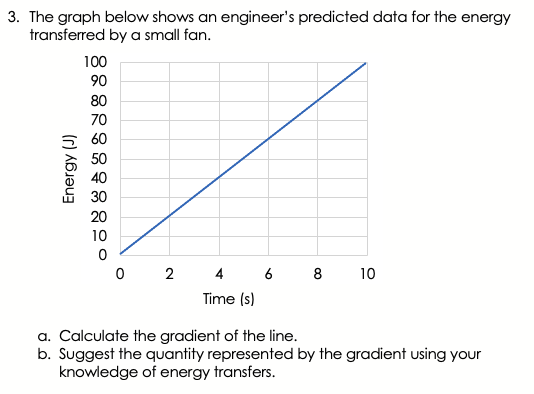 3. The graph below shows an engineer's predicted data for the energy
transferred by a small fan.
100
90
80
70
60
50
40
30
20
10
0
Energy (J)
0 2 4 6 8 10
Time (s)
a. Calculate the gradient of the line.
b. Suggest the quantity represented by the gradient using your
knowledge of energy transfers.